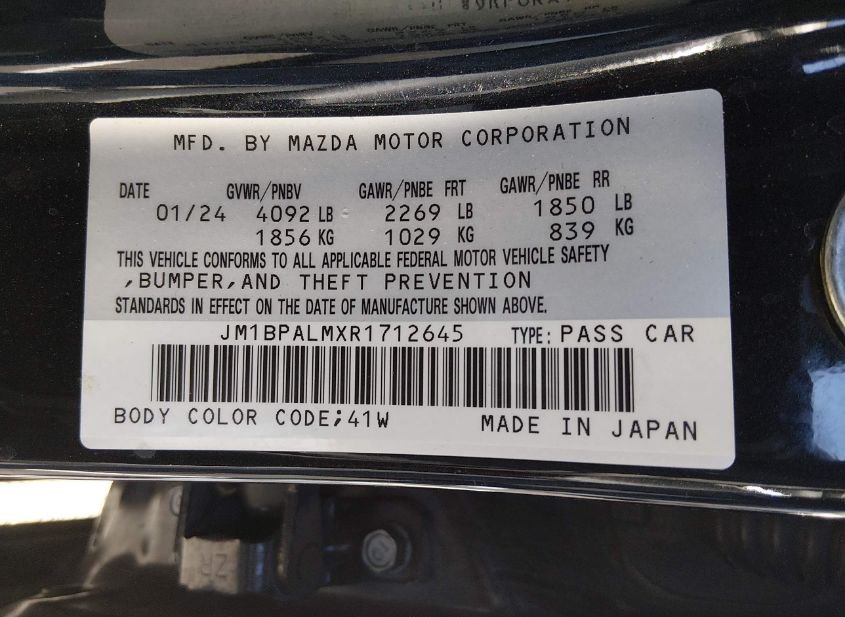 MFD. BY MAZDA MOTOR CORPORATION
DATE GVWR/PNBV GAWR/PNBE FRT GAWR/PNBE RR
01/24 4092 LB 2269 LB 1850 LB
1856 KG 1029 KG 839 KG
THIS VEHICLE CONFORMS TO ALL APPLICABLE FEDERAL MOTOR VEHICLE SAFETY
,BUMPER,AND THEFT PREVENTION
STANDARDS IN EFFECT ON THE DATE OF MANUFACTURE SHOWN ABOVE.
JM1BPALMXR1712645 TYPE: PASS CAR
BODY COLOR CODE;41W MADE IN JAPAN
ZR